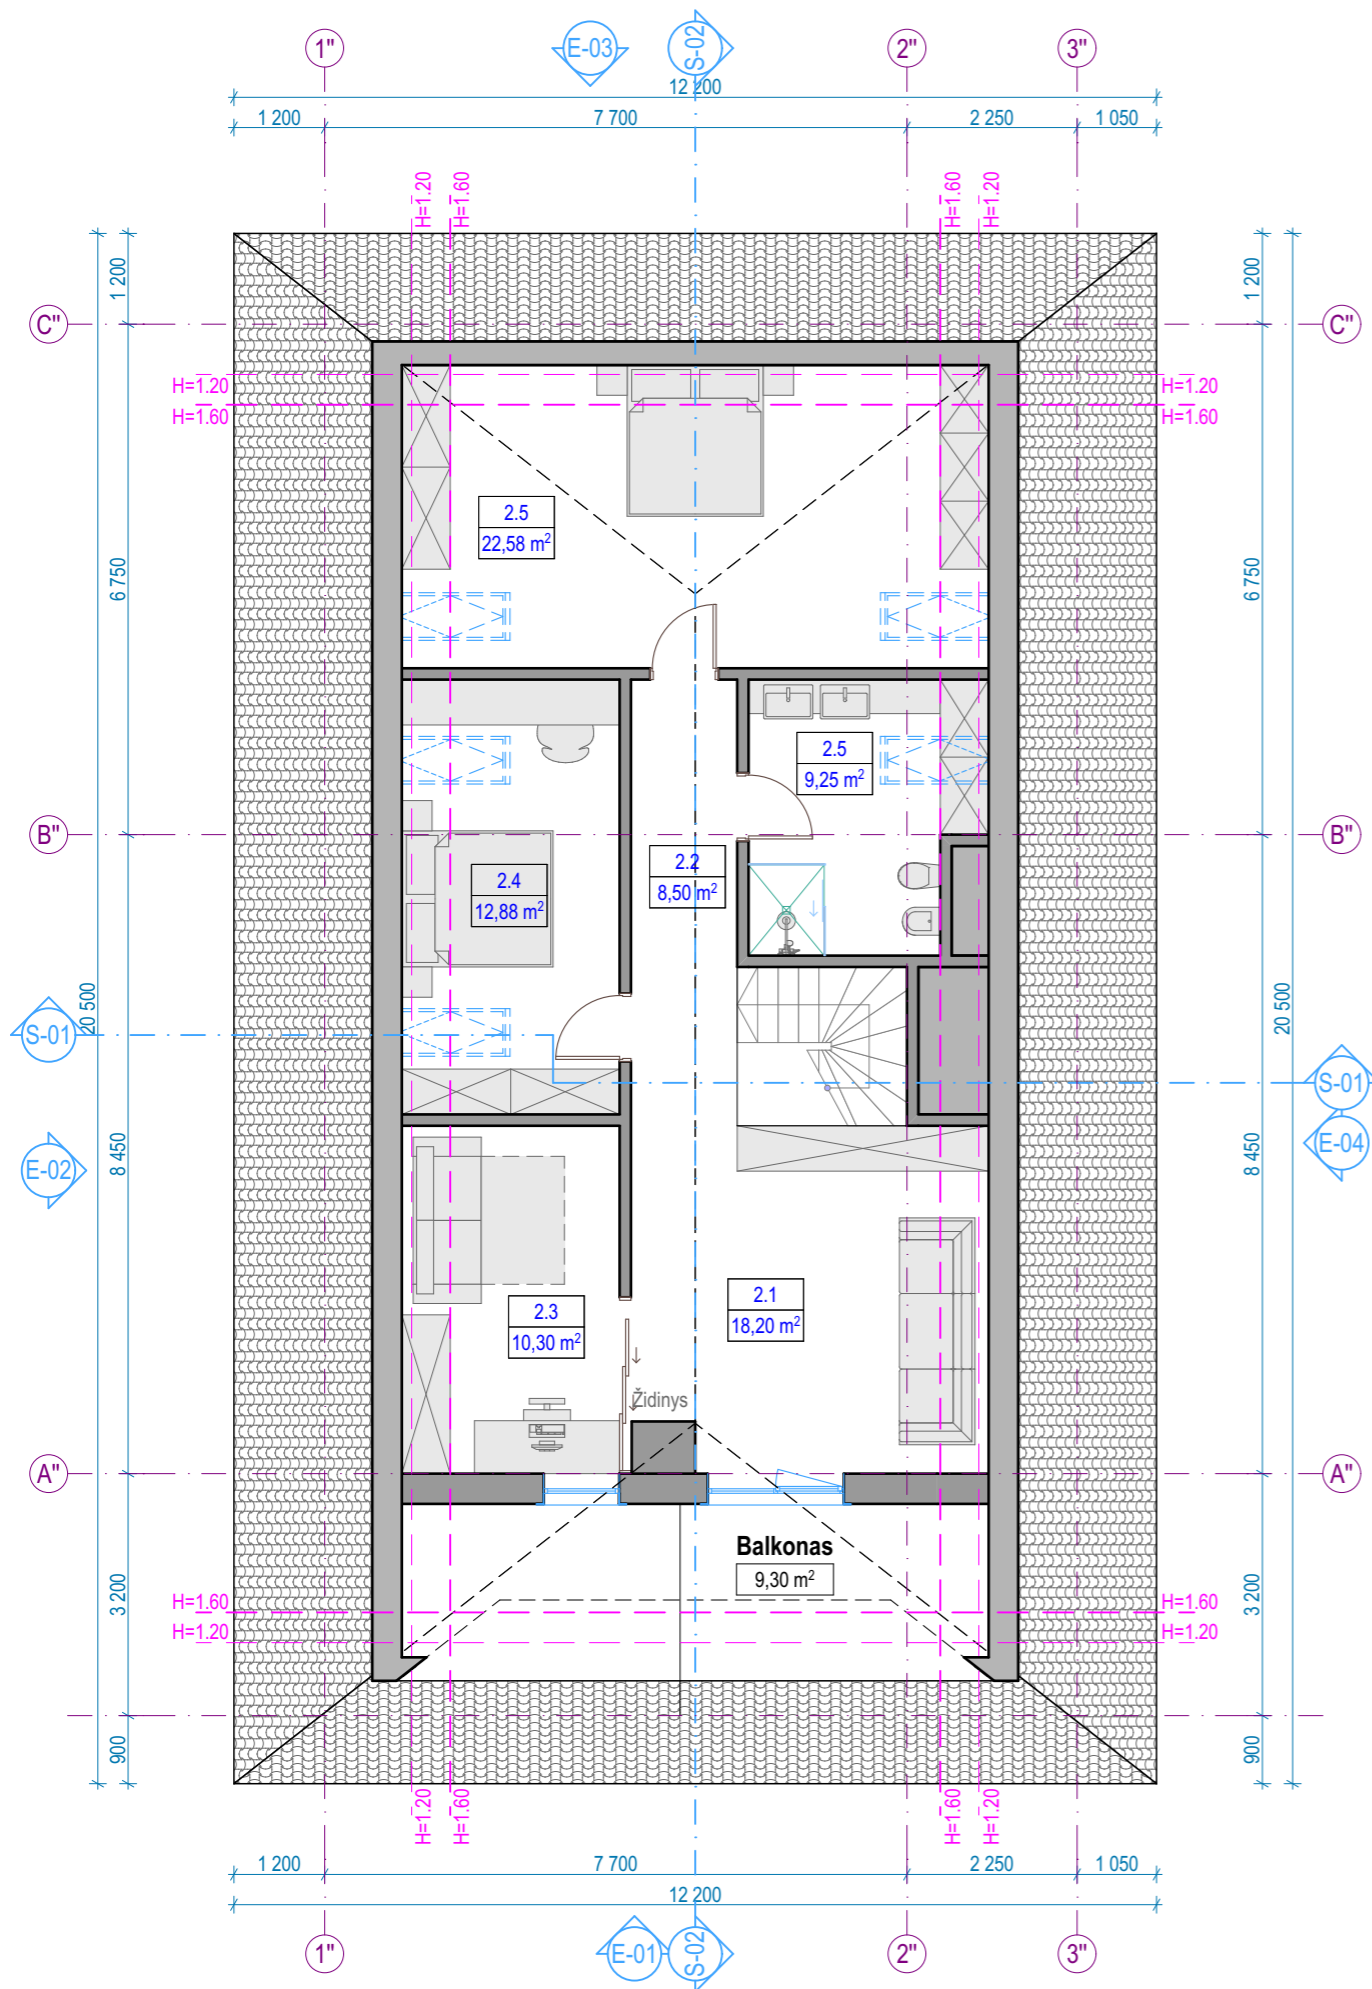 1" E-03 S-02 2" 3"
12 200
1 200 7 700 2 250 1 050
H=1.20 H=1.60 H=1.60 H=1.20
1 200 1 200
C" C"
H=1.20 H=1.20
H=1.60 H=1.60
2.5
22,58 m²
6 750 6 750
2.5
9,25 m²
B" B"
2.2
8,50 m²
2.4
12,88 m²
20 500 20 500
S-01
S-01
E-02 8 450 8 450 E-04
2.1
18,20 m²
2.3
10,30 m²
Židinys
A" A"
Balkonas
9,30 m²
3 200 3 200
H=1.60 H=1.60
H=1.20 H=1.20
900 900
H=1.20 H=1.60 H=1.60 H=1.20
1 200 7 700 2 250 1 050
12 200
1" E-01 S-02 2" 3"